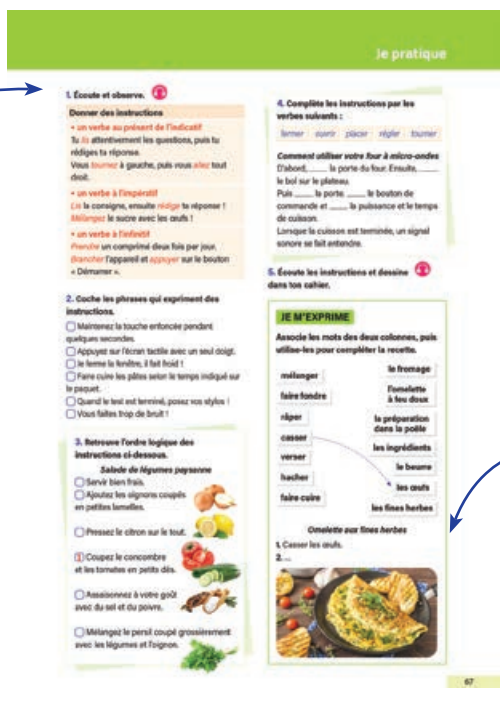 Je pratique
1. Écoute et observe.
Donner des instructions
• un verbe au présent de l'indicatif
Tu lis attentivement les questions, puis tu
rédiges ta réponse.
Vous tournez à gauche, puis vous allez tout
droit.
• un verbe à l'impératif
Lis la consigne, ensuite rédige ta réponse !
Mélangez le sucre avec les œufs !
• un verbe à l'infinitif
Prendre un comprimé deux fois par jour.
Brancher l'appareil et appuyer sur le bouton
« Démarrer ».
2. Coche les phrases qui expriment des
instructions.
Maintenez la touche enfoncée pendant
quelques secondes.
Appuyez sur l'écran tactile avec un seul doigt.
Je ferme la fenêtre, il fait froid !
Faire cuire les pâtes selon le temps indiqué sur
le paquet.
Quand le test est terminé, posez vos stylos !
Vous faites trop de bruit !
3. Retrouve l'ordre logique des
instructions ci-dessous.
Salade de légumes paysanne
Servir bien frais.
Ajoutez les oignons coupés
en petites lamelles.
Pressez le citron sur le tout.
1 Coupez le concombre
et les tomates en petits dés.
Assaisonnez à votre goût
avec du sel et du poivre.
Mélangez le persil coupé grossièrement
avec les légumes et l'oignon.
4. Complète les instructions par les
verbes suivants :
fermer ouvrir placer régler tourner
Comment utiliser votre four à micro-ondes
D'abord, ____ la porte du four. Ensuite, ____
le bol sur le plateau.
Puis ____ la porte. ____ le bouton de
commande et ____ la puissance et le temps
de cuisson.
Lorsque la cuisson est terminée, un signal
sonore se fait entendre.
5. Écoute les instructions et dessine
dans ton cahier.
JE M'EXPRIME
Associe les mots des deux colonnes, puis
utilise-les pour compléter la recette.
mélanger
faire fondre
râper
casser
verser
hacher
faire cuire
le fromage
l'omelette
à feu doux
la préparation
dans la poêle
les ingrédients
le beurre
les œufs
les fines herbes
Omelette aux fines herbes
1. Casser les œufs.
2. ...
67